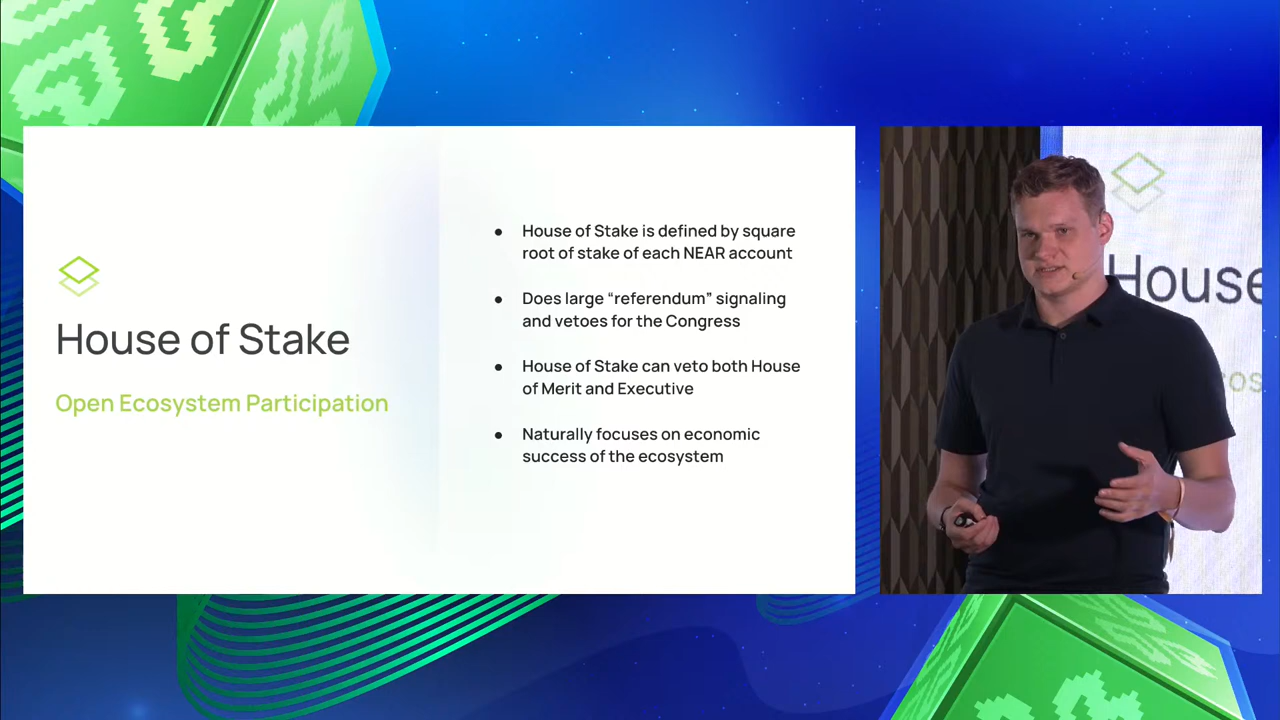 House of Stake
Open Ecosystem Participation
● House of Stake is defined by square
root of stake of each NEAR account
● Does large “referendum” signaling
and vetoes for the Congress
● House of Stake can veto both House
of Merit and Executive
● Naturally focuses on economic
success of the ecosystem
House